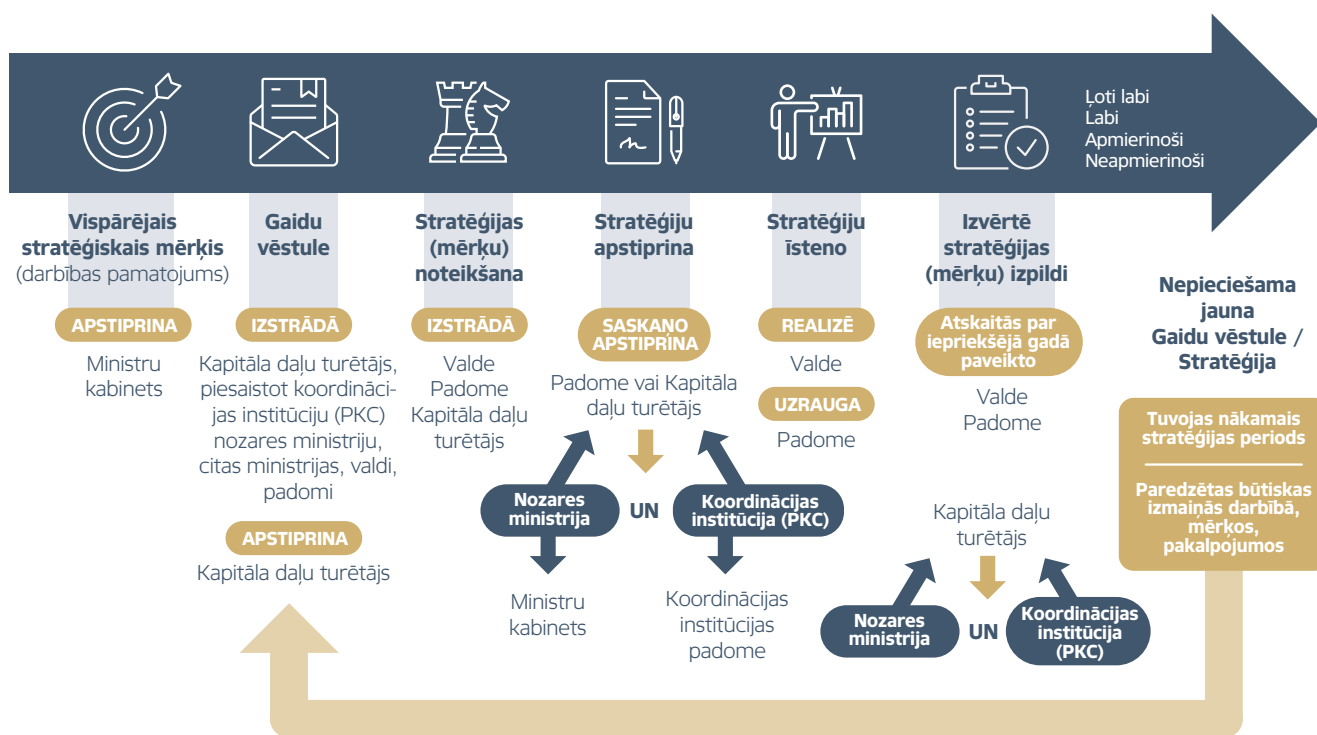 Ļoti labi
Labi
Apmierinoši
Neapmierinoši
Vispārējais
stratēģiskais mērķis
(darbības pamatojums)
APSTIPRINA
Ministru
kabinets
Gaidu
vēstule
IZSTRĀDĀ
Kapitāla daļu turētājs,
piesaistot koordināci-
jas institūciju (PKC)
nozares ministriju,
citas ministrijas, valdi,
padomi
APSTIPRINA
Kapitāla daļu turētājs
Stratēģijas
(mērķu)
noteikšana
IZSTRĀDĀ
Valde
Padome
Kapitāla daļu
turētājs
Stratēģiju
apstiprina
SASKAŅO
APSTIPRINA
Padome vai Kapitāla
daļu turētājs
Nozares
ministrija
UN
Koordinācijas
institūcija (PKC)
Ministru
kabinets
Koordinācijas
institūcijas
padome
Stratēģiju
īsteno
REALIZĒ
Valde
UZRAUGA
Padome
Izvērtē
stratēģijas
(mērķu) izpildi
Atskaitās par
iepriekšējā gadā
paveikto
Valde
Padome
Kapitāla daļu
turētājs
Nozares
ministrija
UN
Koordinācijas
institūcija
(PKC)
Nepieciešama
jauna
Gaidu vēstule /
Stratēģija
Tuvojas nākamais
stratēģijas periods
Paredzētas būtiskas
izmaiņās darbībā,
mērķos,
pakalpojumos